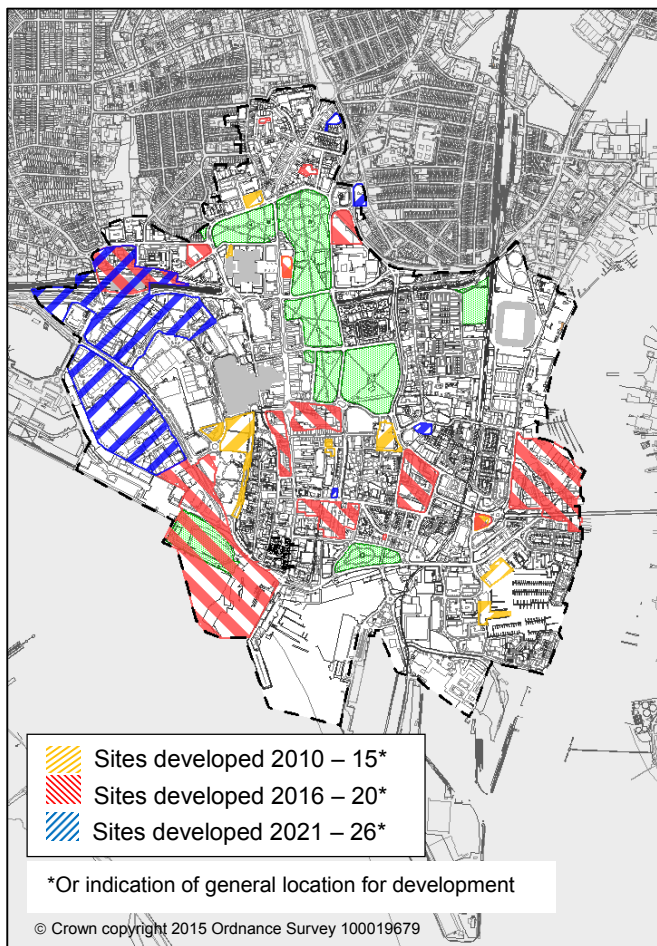 Sites developed 2010 – 15*
Sites developed 2016 – 20*
Sites developed 2021 – 26*
*Or indication of general location for development
© Crown copyright 2015 Ordnance Survey 100019679